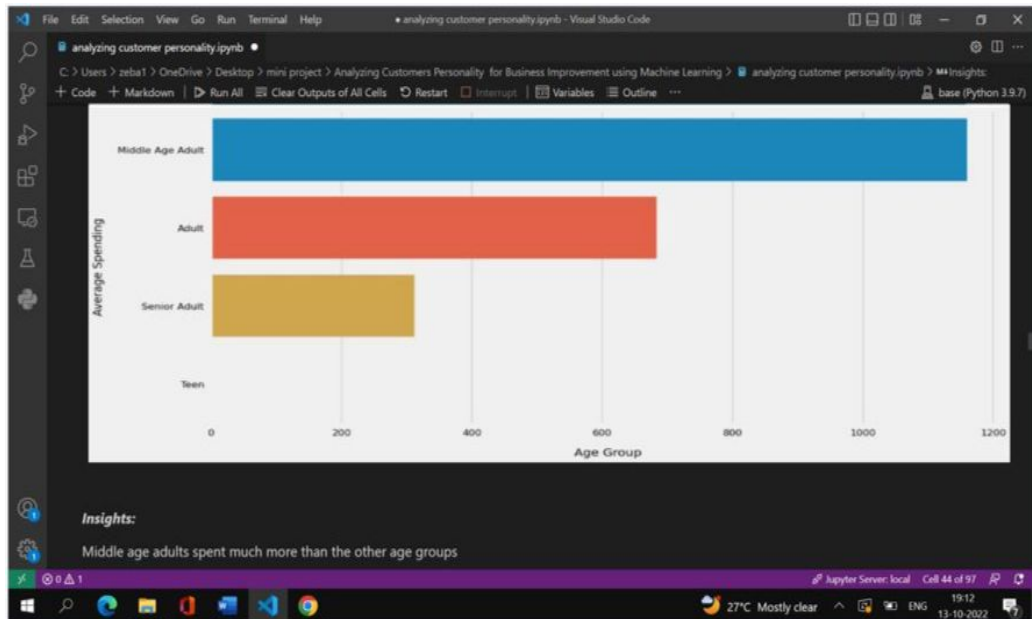 File Edit Selection View Go Run Terminal Help
● analyzing customer personality.ipynb - Visual Studio Code
analyzing customer personality.ipynb ●
C: > Users > zeba1 > OneDrive > Desktop > mini project > Analyzing Customers Personality for Business Improvement using Machine Learning > analyzing customer personality.ipynb > M↓Insights:
+ Code + Markdown | Run All Clear Outputs of All Cells Restart Interrupt | Variables Outline ···
base (Python 3.9.7)
Average Spending
Middle Age Adult
Adult
Senior Adult
Teen
0 200 400 600 800 1000 1200
Age Group
Insights:
Middle age adults spent much more than the other age groups
1
1
0 1
Jupyter Server: local Cell 44 of 97
27°C Mostly clear ENG 19:12
13-10-2022
7